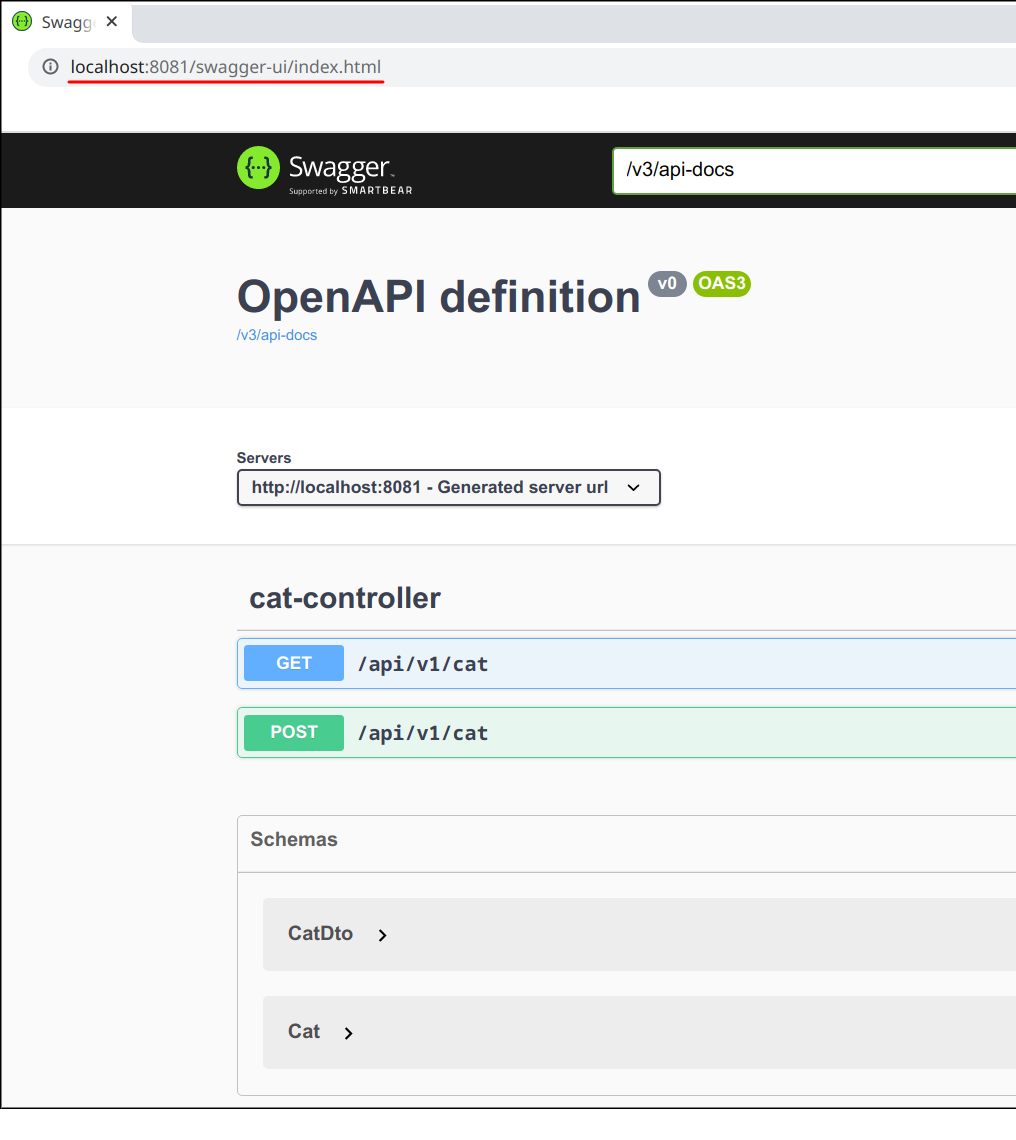 Swagg
localhost:8081/swagger-ui/index.html
Swagger
Supported by SMARTBEAR
/v3/api-docs
OpenAPI definition v0 OAS3
/v3/api-docs
Servers
http://localhost:8081 - Generated server url
cat-controller
GET /api/v1/cat
POST /api/v1/cat
Schemas
CatDto
Cat